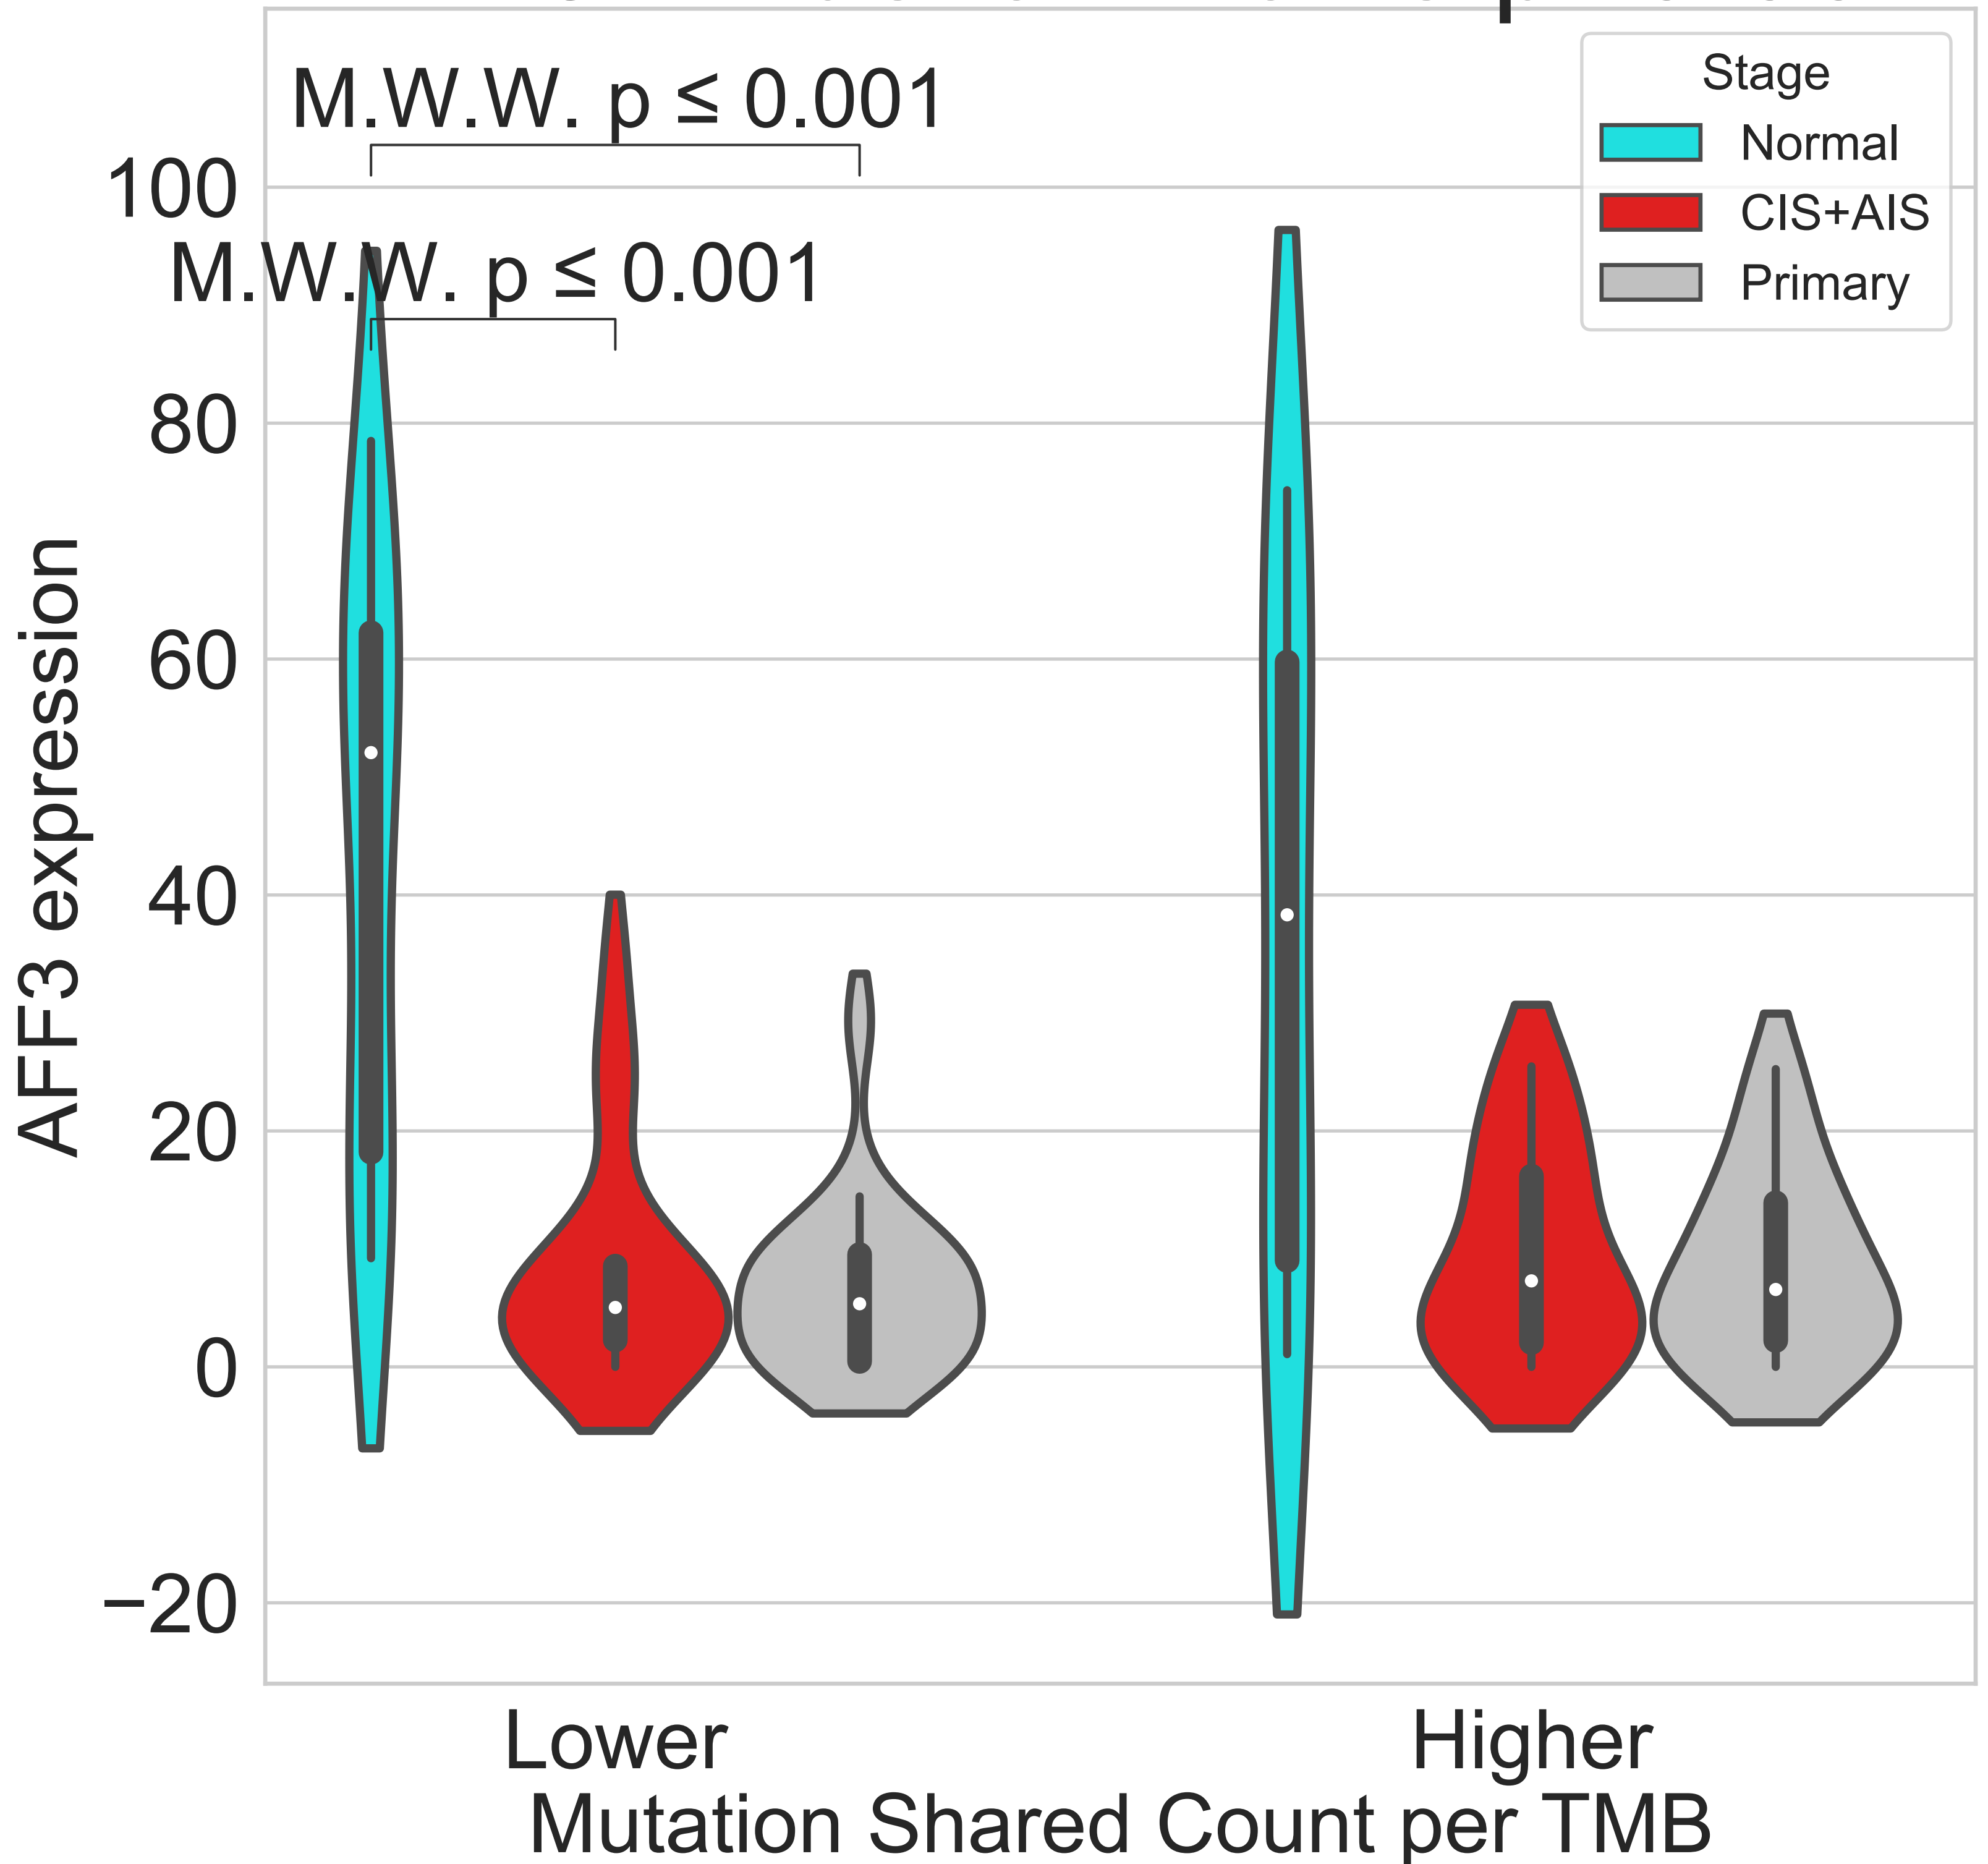 M.W.W. p ≤ 0.001
M.W.W. p ≤ 0.001
Stage
Normal
CIS+AIS
Primary
100
80
60
40
20
0
−20
AFF3 expression
Lower
Higher
Mutation Shared Count per TMB